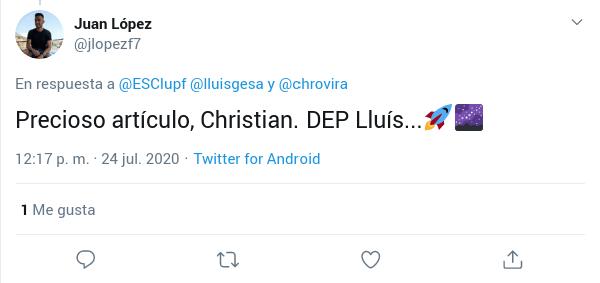 Juan López
@jlopezf7
En respuesta a @ESClupf @lluisgesa y @chrovira
Precioso artículo, Christian. DEP Lluís...🚀🌌
12:17 p. m. · 24 jul. 2020 · Twitter for Android
1 Me gusta